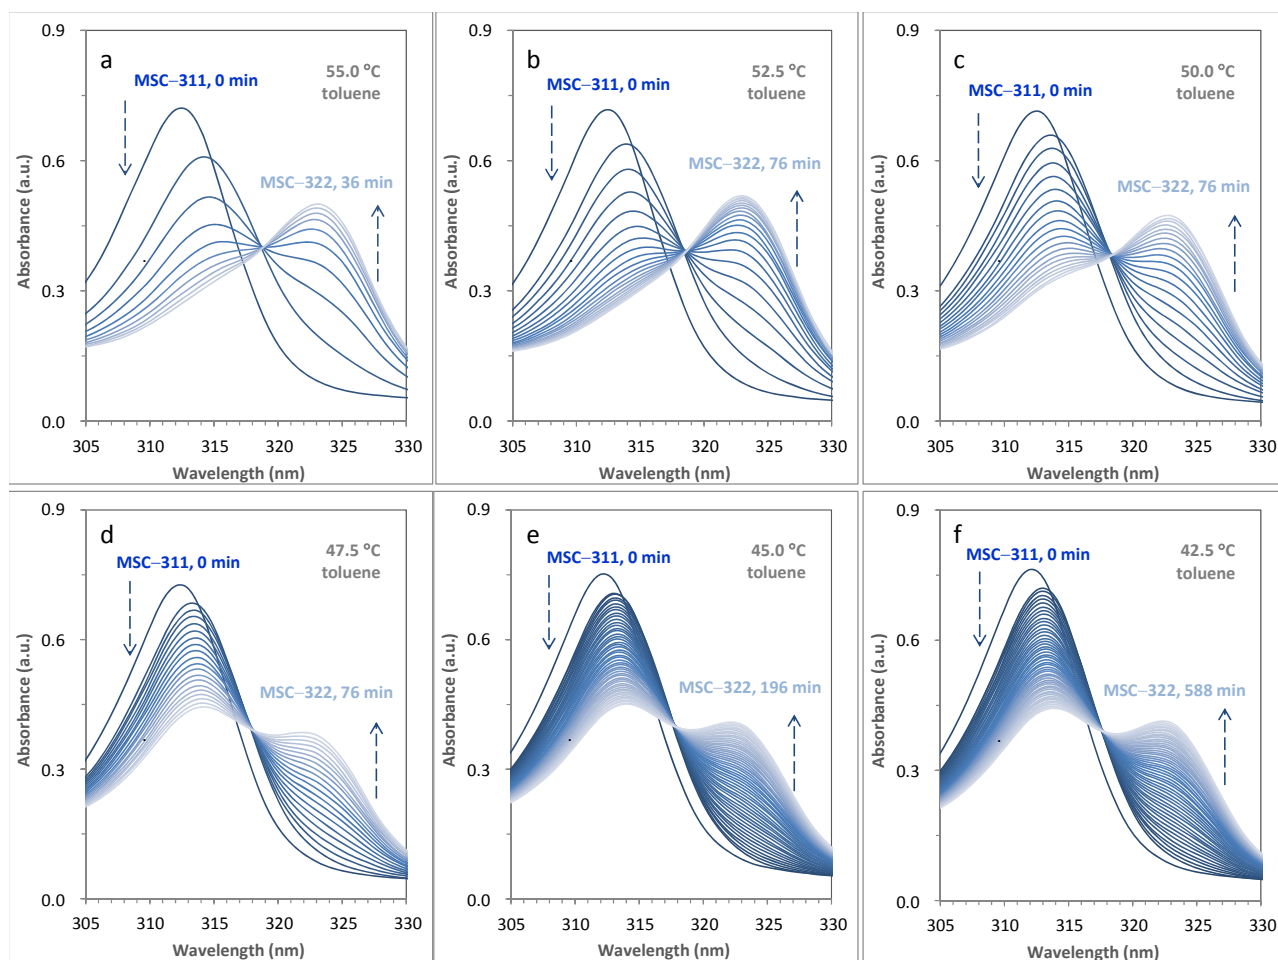 a
MSC–311, 0 min
55.0 °C
toluene
MSC–322, 36 min
0.9
0.6
0.3
0.0
Absorbance (a.u.)
305 310 315 320 325 330
Wavelength (nm)
b
MSC–311, 0 min
52.5 °C
toluene
MSC–322, 76 min
0.9
0.6
0.3
0.0
Absorbance (a.u.)
305 310 315 320 325 330
Wavelength (nm)
c
MSC–311, 0 min
50.0 °C
toluene
MSC–322, 76 min
0.9
0.6
0.3
0.0
Absorbance (a.u.)
305 310 315 320 325 330
Wavelength (nm)
d
MSC–311, 0 min
47.5 °C
toluene
MSC–322, 76 min
0.9
0.6
0.3
0.0
Absorbance (a.u.)
305 310 315 320 325 330
Wavelength (nm)
e
MSC–311, 0 min
45.0 °C
toluene
MSC–322, 196 min
0.9
0.6
0.3
0.0
Absorbance (a.u.)
305 310 315 320 325 330
Wavelength (nm)
f
MSC–311, 0 min
42.5 °C
toluene
MSC–322, 588 min
0.9
0.6
0.3
0.0
Absorbance (a.u.)
305 310 315 320 325 330
Wavelength (nm)